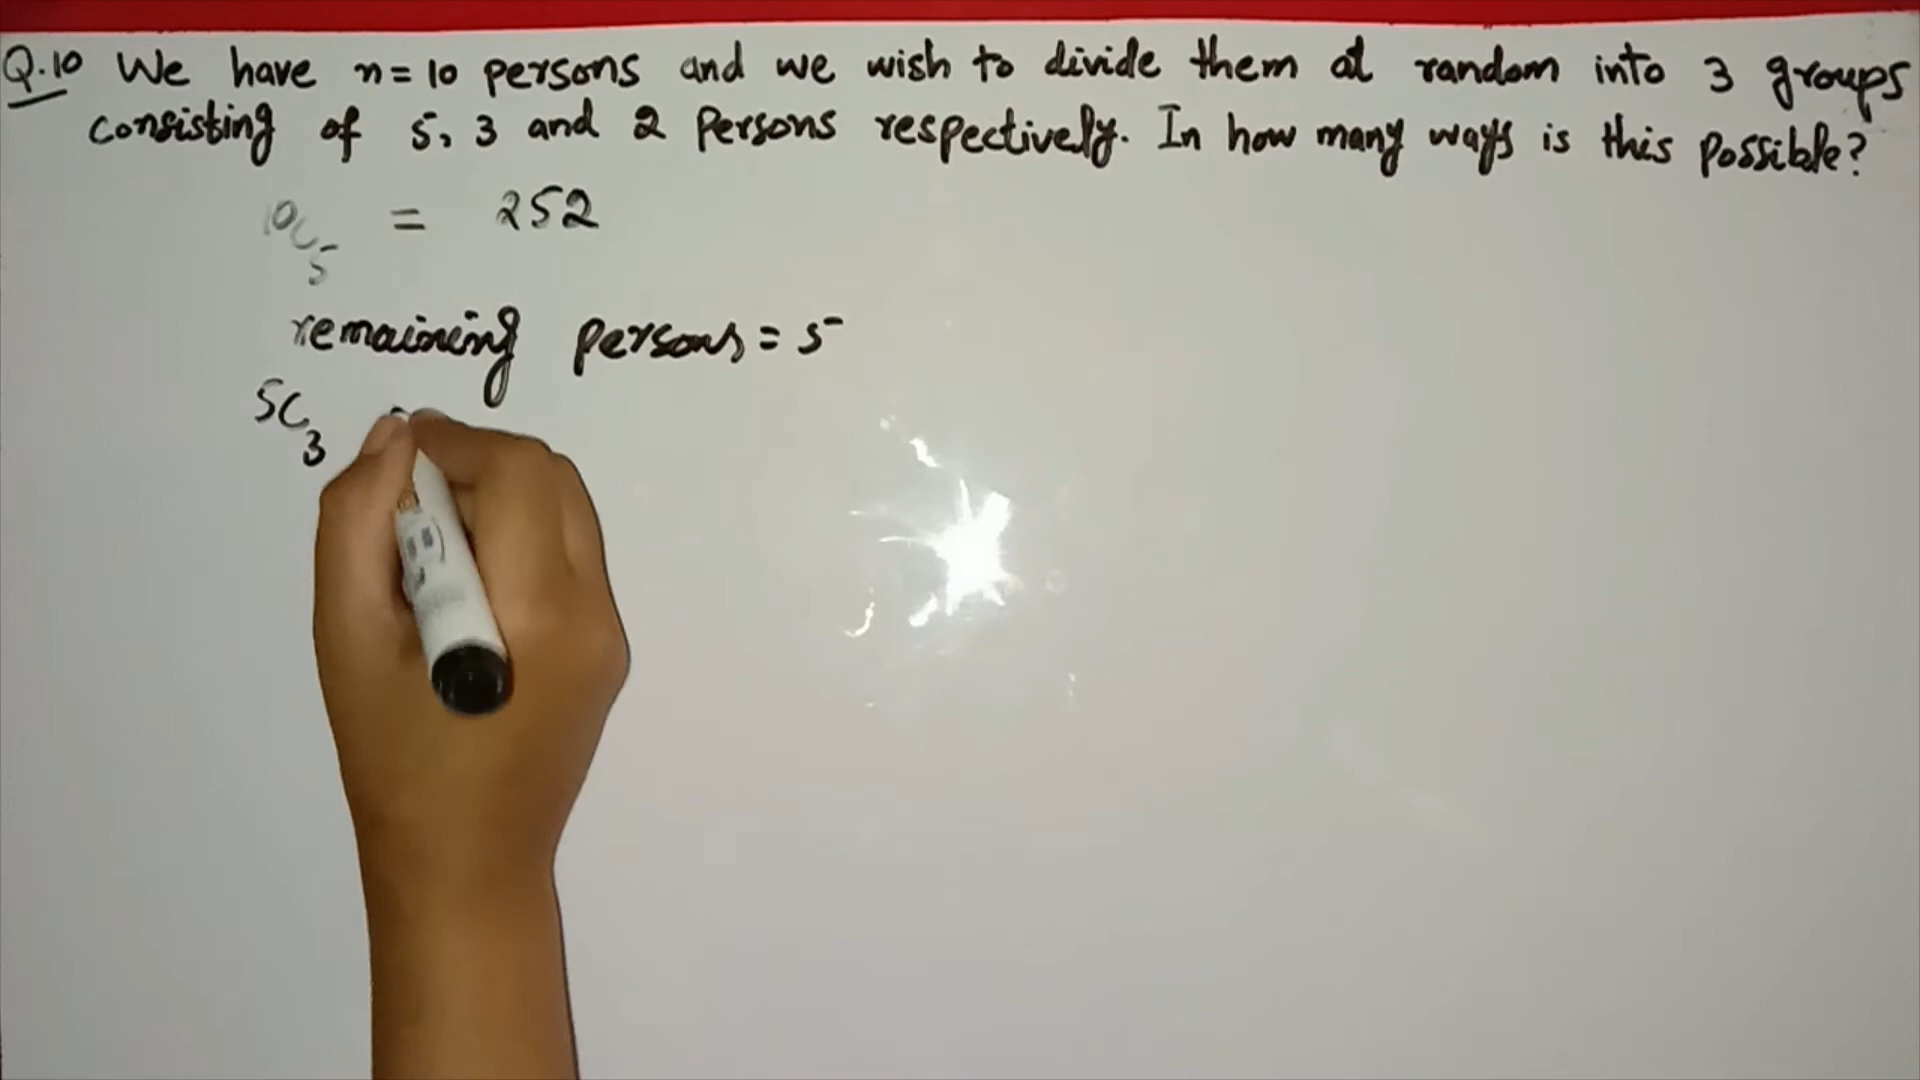 Q.10 We have n=10 persons and we wish to divide them at random into 3 groups
consisting of 5, 3 and 2 Persons respectively. In how many ways is this possible?
10C5 = 252
remaining persons = 5
5C3